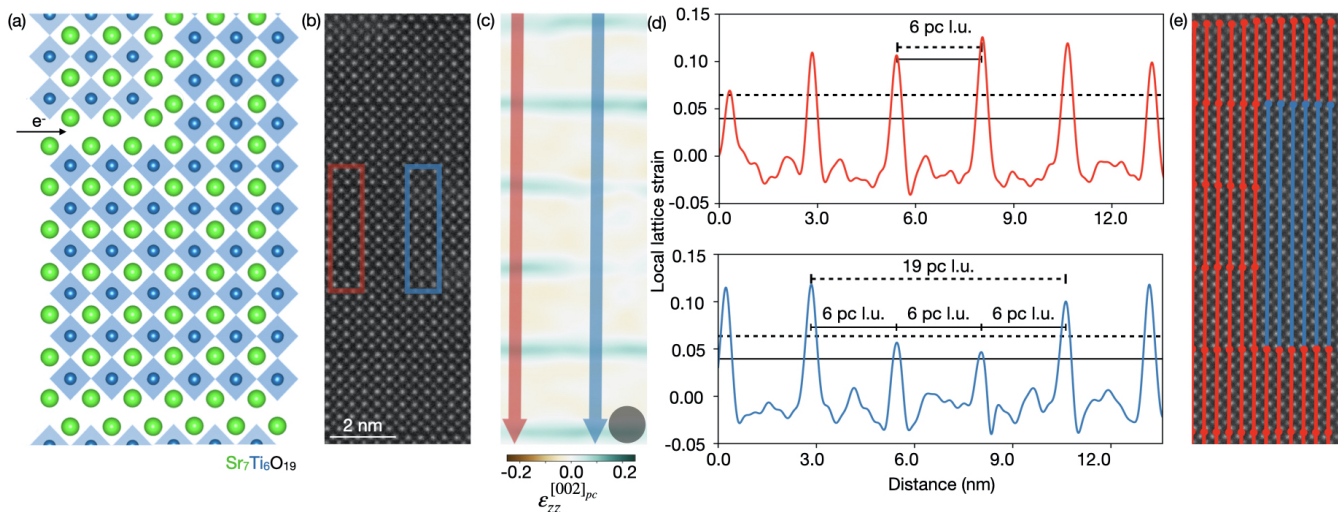 (a)
e-
Sr7Ti6O19
(b)
2 nm
(c)
-0.2 0.0 0.2
εzz[002]pc
(d)
Local lattice strain
0.15
0.10
0.05
0.00
-0.05
6 pc l.u.
0.0 3.0 6.0 9.0 12.0
0.15
0.10
0.05
0.00
-0.05
19 pc l.u.
6 pc l.u. 6 pc l.u. 6 pc l.u.
0.0 3.0 6.0 9.0 12.0
Distance (nm)
(e)